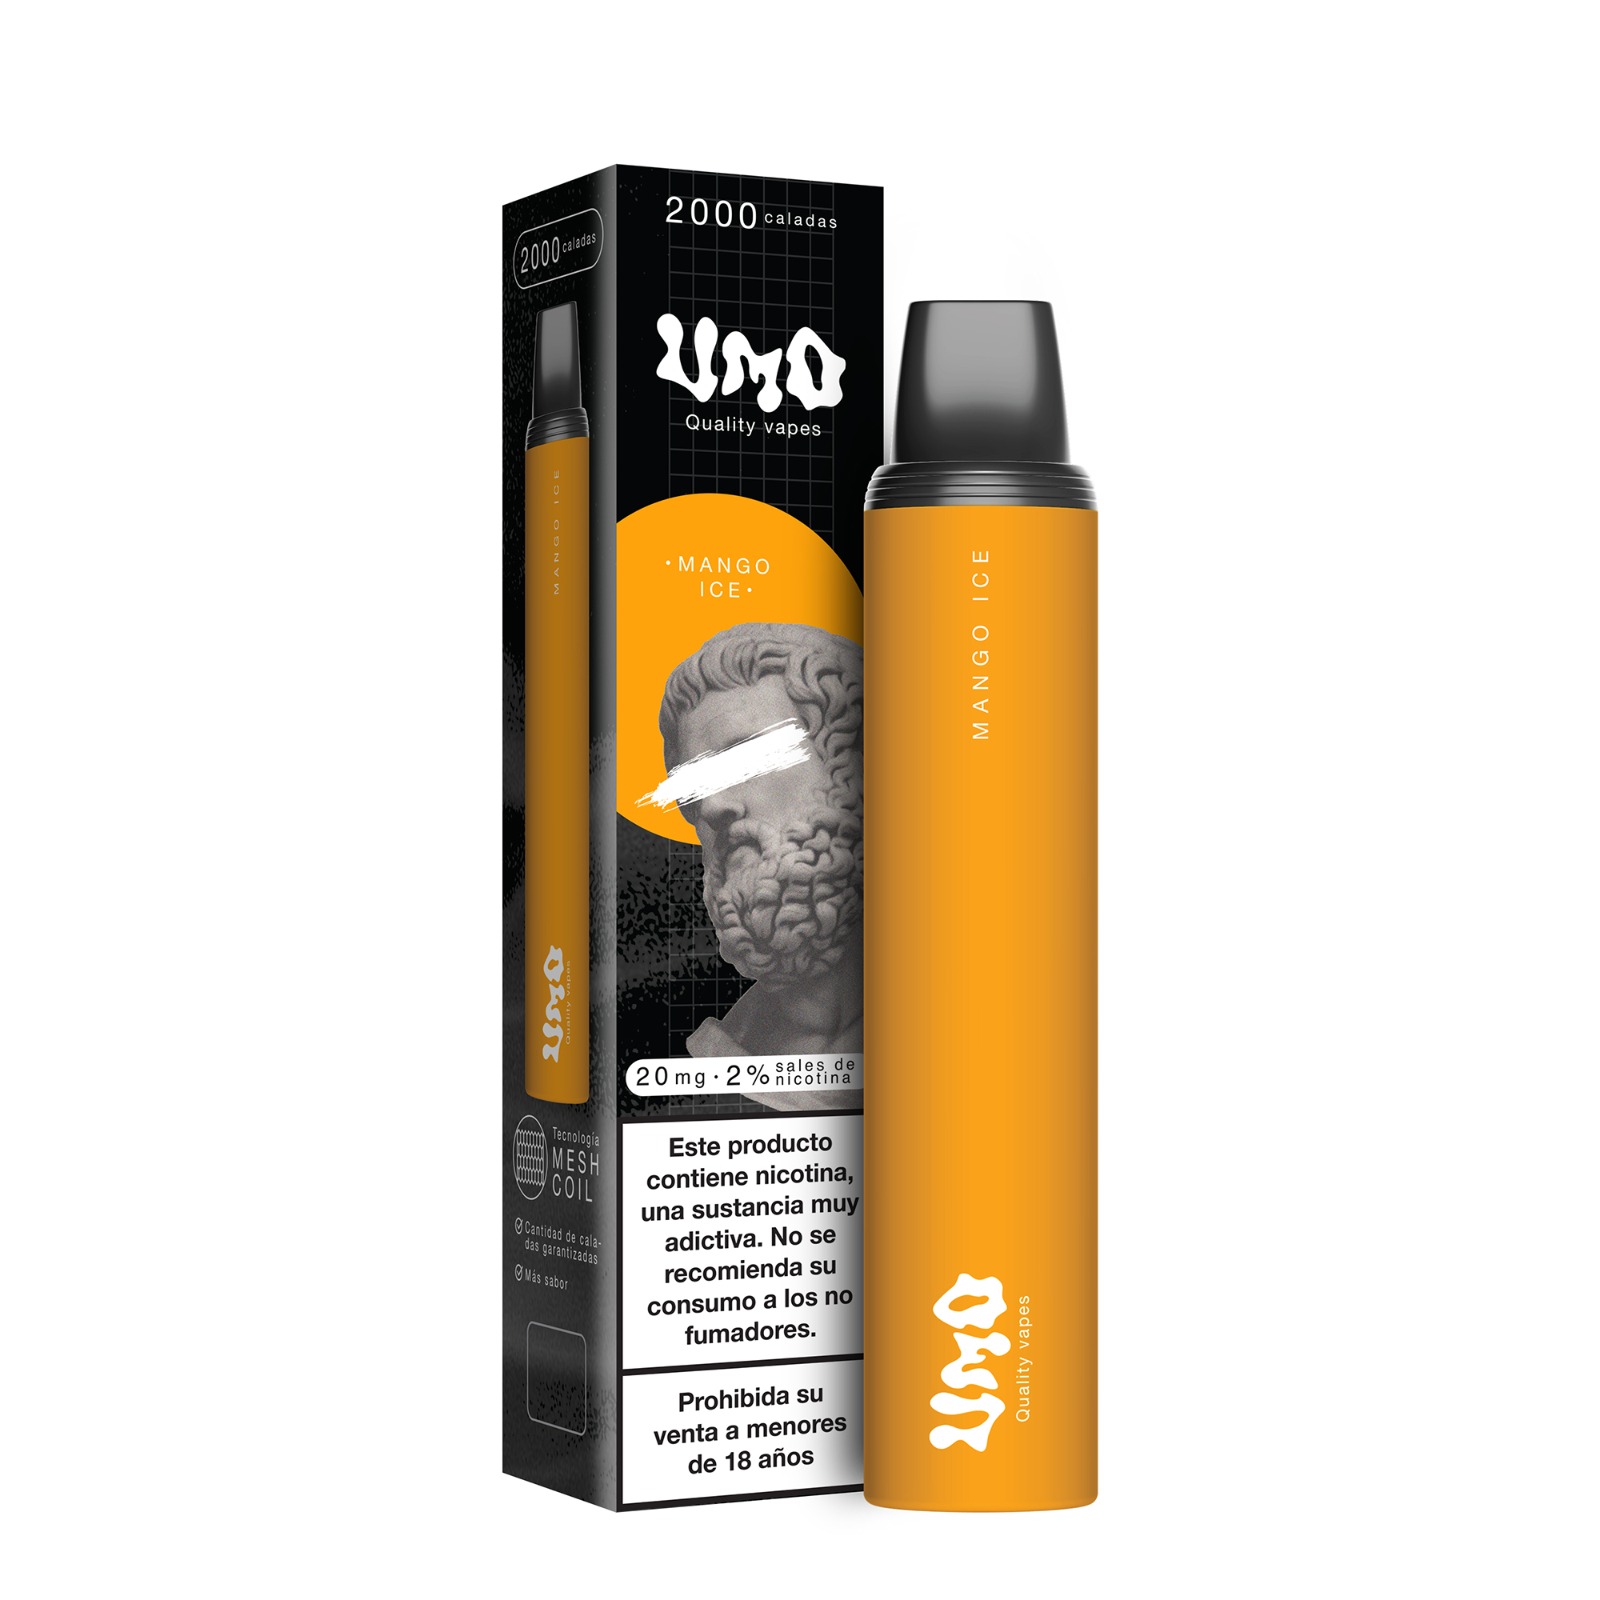 2000 caladas
MANGO ICE
UMO
Quality vapes
Tecnología
MESH
COIL
Cantidad de cala-
das garantizadas
Más sabor
2000 caladas
UMO
Quality vapes
•MANGO
ICE•
20mg·2% sales de
nicotina
Este producto
contiene nicotina,
una sustancia muy
adictiva. No se
recomienda su
consumo a los no
fumadores.
Prohibida su
venta a menores
de 18 años
MANGO ICE
UMO
Quality vapes